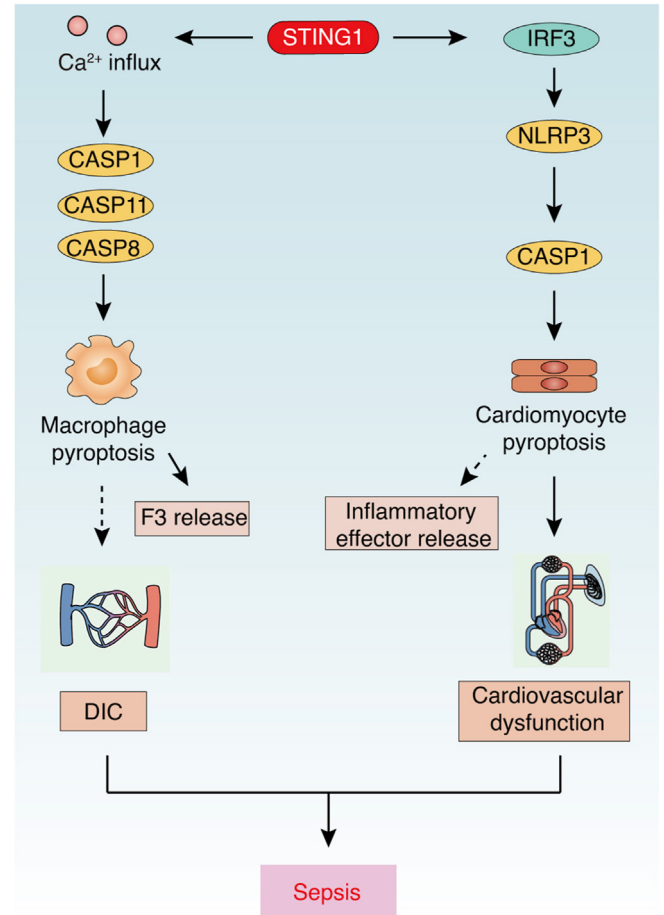 STING1
IRF3
Ca²⁺ influx
NLRP3
CASP1
CASP11
CASP8
CASP1
Macrophage
pyroptosis
Cardiomyocyte
pyroptosis
F3 release
Inflammatory
effector release
DIC
Cardiovascular
dysfunction
Sepsis